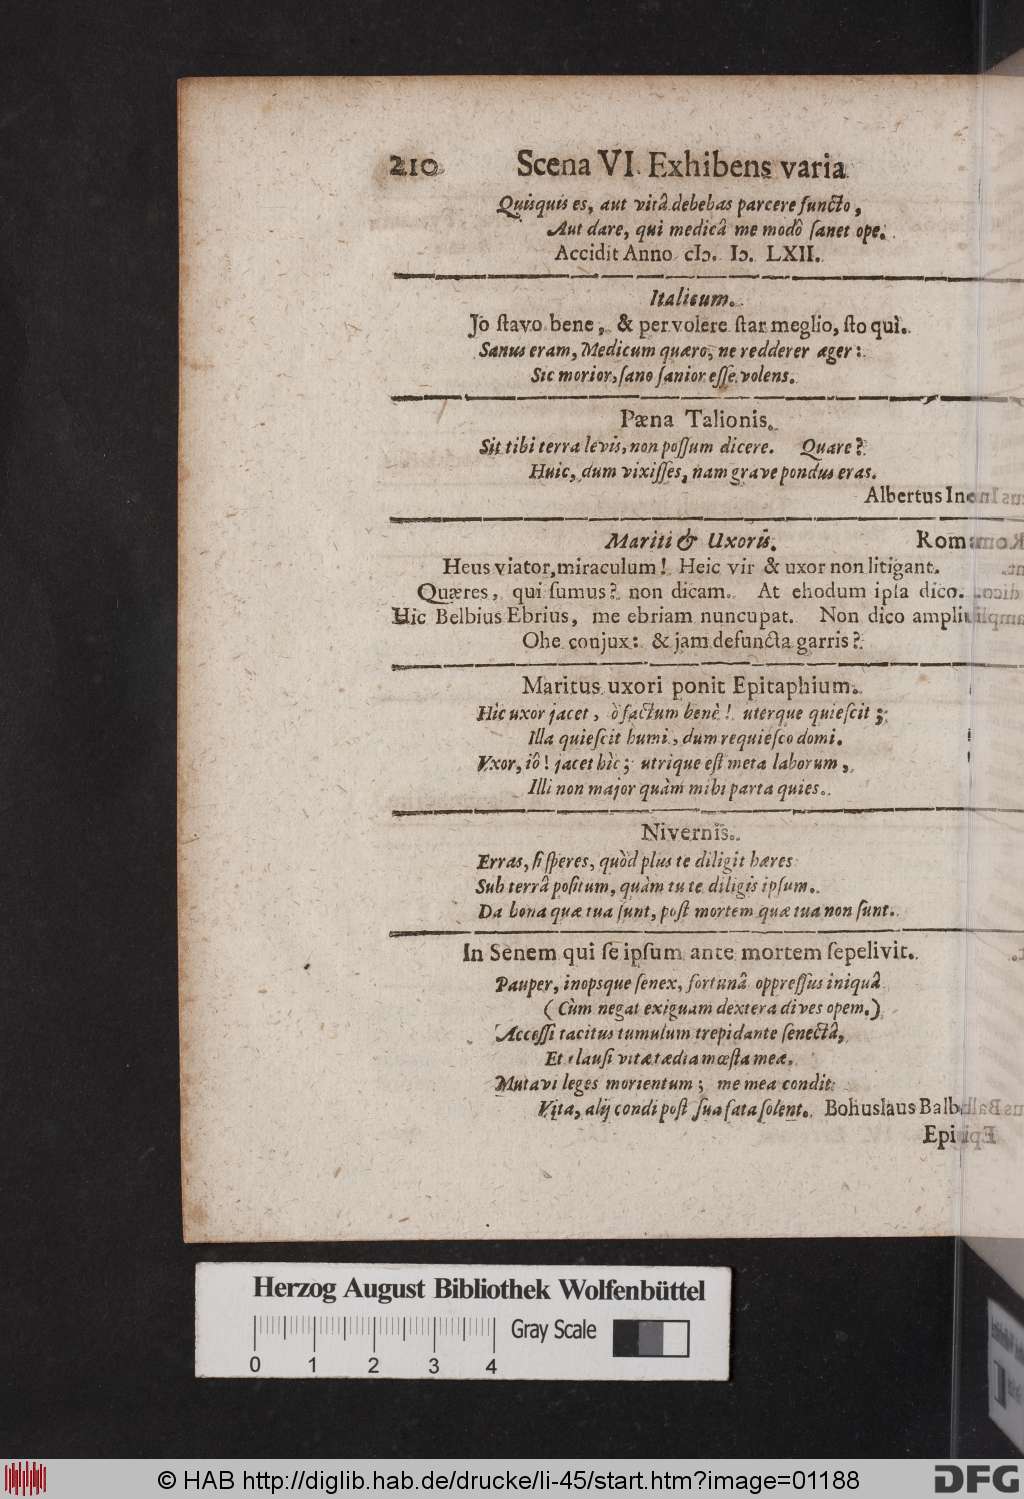 210 Scena VI. Exhibens varia
Quisquis es, aut vitâ debebas parcere functo,
Aut dare, qui medicâ me modò ſanet ope.
Accidit Anno cIↄ. Iↄ. LXII.
Italicum.
Jo ſtavo bene, & per volere ſtar meglio, ſto quì.
Sanus eram, Medicum quæro, ne redderer æger:
Sic morior, ſano ſanior eſſe volens.
Pæna Talionis.
Sit tibi terra levis, non poſſum dicere. Quare?
Huic, dum vixiſſes, nam grave pondus eras.
Albertus In
Mariti & Uxoris. Rom
Heus viator, miraculum! Heic vir & uxor non litigant.
Quæres, qui ſumus? non dicam. At ehodum ipſa dico.
Hic Belbius Ebrius, me ebriam nuncupat. Non dico ampli
Ohe conjux: & jam defuncta garris?
Maritus uxori ponit Epitaphium.
Hìc uxor jacet, ò factum benè! uterque quieſcit;
Illa quieſcit humi, dum requieſco domi.
Vxor, iô! jacet hìc; utrique eſt meta laborum,
Illi non major quàm mihi parta quies.
Nivernis.
Erras, ſi ſperes, quòd plus te diligit hæres
Sub terrâ poſitum, quàm tu te diligis ipſum.
Da bona quæ tua ſunt, poſt mortem quæ tua non ſunt.
In Senem qui ſe ipſum ante mortem ſepelivit.
Pauper, inopsque ſenex, fortunâ oppreſſus iniquâ
(Cùm negat exiguam dextera dives opem.)
Acceſſi tacitus tumulum trepidante ſenectâ,
Et clauſi vitæ tædia mœſta meæ.
Mutavi leges morientum; me mea condit
Vita, alij condi poſt ſua fata ſolent. Bohuslaus Balb
Epi
Herzog August Bibliothek Wolfenbüttel
Gray Scale
0 1 2 3 4
© HAB http://diglib.hab.de/drucke/li-45/start.htm?image=01188
DFG